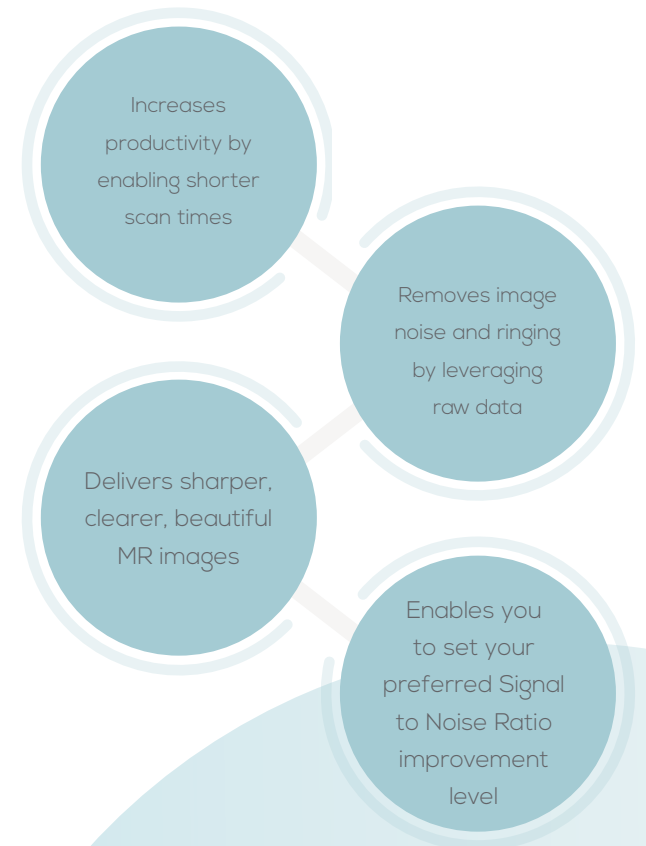 Increases
productivity by
enabling shorter
scan times
Removes image
noise and ringing
by leveraging
raw data
Delivers sharper,
clearer, beautiful
MR images
Enables you
to set your
preferred Signal
to Noise Ratio
improvement
level